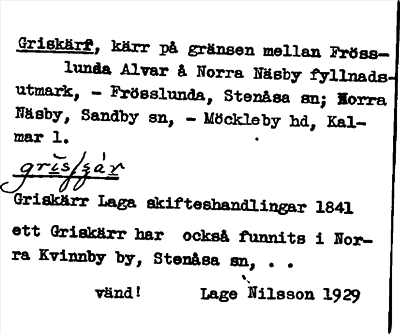 Griskärr, kärr på gränsen mellan Fröss-
lunda Alvar å Norra Näsby fyllnads-
utmark, - Frösslunda, Stenåsa sn; Norra
Näsby, Sandby sn, - Möckleby hd, Kal-
mar l.
grı̆s/çàr
Griskärr Laga skifteshandlingar 1841
ett Griskärr har också funnits i Nor-
ra Kvinnby by, Stenåsa sn, . .
vänd! Lage Nilsson 1929